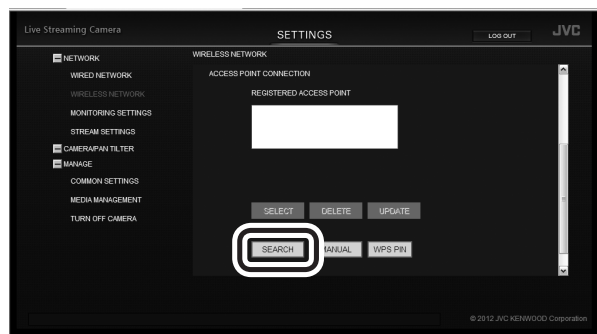 Live Streaming Camera
SETTINGS
LOG OUT
JVC
NETWORK
WIRED NETWORK
WIRELESS NETWORK
MONITORING SETTINGS
STREAM SETTINGS
CAMERA/PAN TILTER
MANAGE
COMMON SETTINGS
MEDIA MANAGEMENT
TURN OFF CAMERA
WIRELESS NETWORK
ACCESS POINT CONNECTION
REGISTERED ACCESS POINT
SELECT DELETE UPDATE
SEARCH MANUAL WPS PIN
© 2012 JVC KENWOOD Corporation